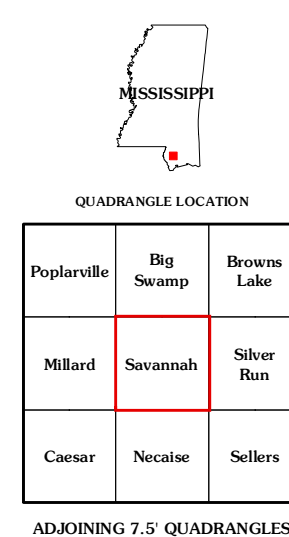 MISSISSIPPI
QUADRANGLE LOCATION
Poplarville
Big
Swamp
Browns
Lake
Millard
Savannah
Silver
Run
Caesar
Necaise
Sellers
ADJOINING 7.5' QUADRANGLES